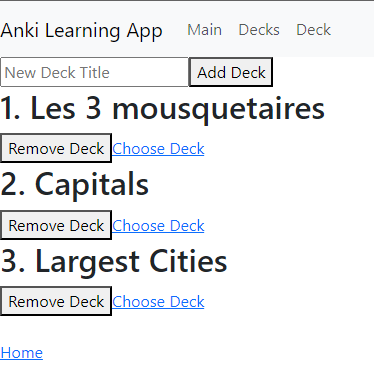 Anki Learning App Main Decks Deck
New Deck Title Add Deck
1. Les 3 mousquetaires
Remove Deck Choose Deck
2. Capitals
Remove Deck Choose Deck
3. Largest Cities
Remove Deck Choose Deck
Home